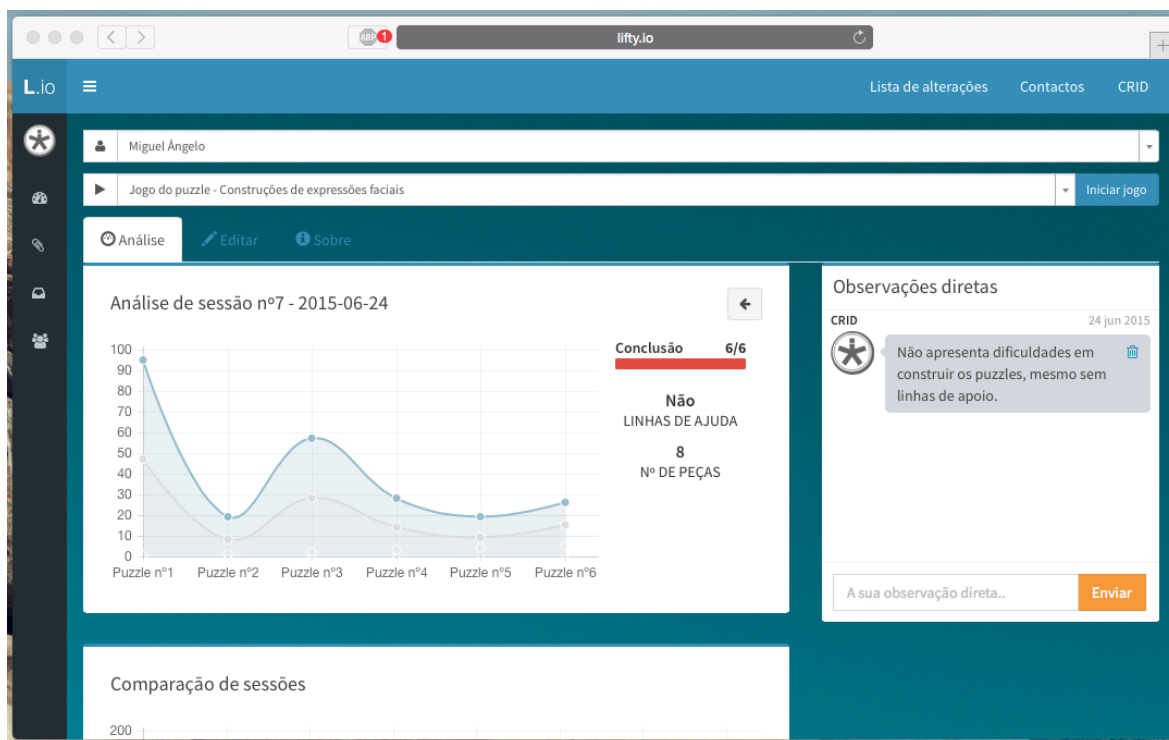 ABP 1
lifty.io
L.io
Lista de alterações Contactos CRID
Miguel Ângelo
Jogo do puzzle - Construções de expressões faciais
Iniciar jogo
Análise Editar Sobre
Análise de sessão nº7 - 2015-06-24
100
90
80
70
60
50
40
30
20
10
0
Puzzle nº1 Puzzle nº2 Puzzle nº3 Puzzle nº4 Puzzle nº5 Puzzle nº6
Conclusão 6/6
Não
LINHAS DE AJUDA
8
Nº DE PEÇAS
Observações diretas
CRID 24 jun 2015
Não apresenta dificuldades em
construir os puzzles, mesmo sem
linhas de apoio.
A sua observação direta..
Enviar
Comparação de sessões
200